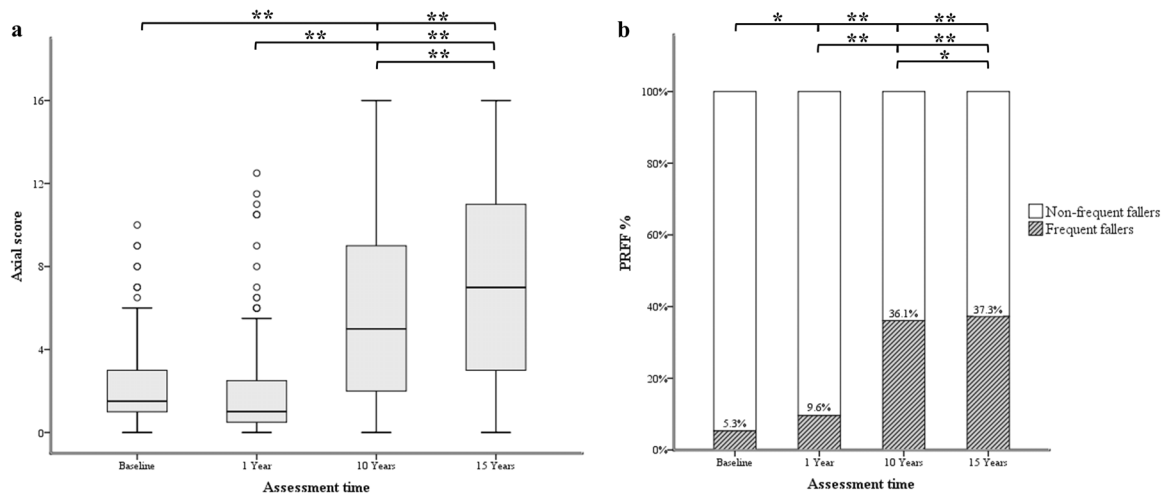 a
** **
** **
**
16
12
8
4
0
Axial score
Baseline 1 Year 10 Years 15 Years
Assessment time
b
* ** **
** **
*
100%
80%
60%
40%
20%
0%
PRFF %
5.3% 9.6% 36.1% 37.3%
Baseline 1 Year 10 Years 15 Years
Assessment time
Non-frequent fallers
Frequent fallers